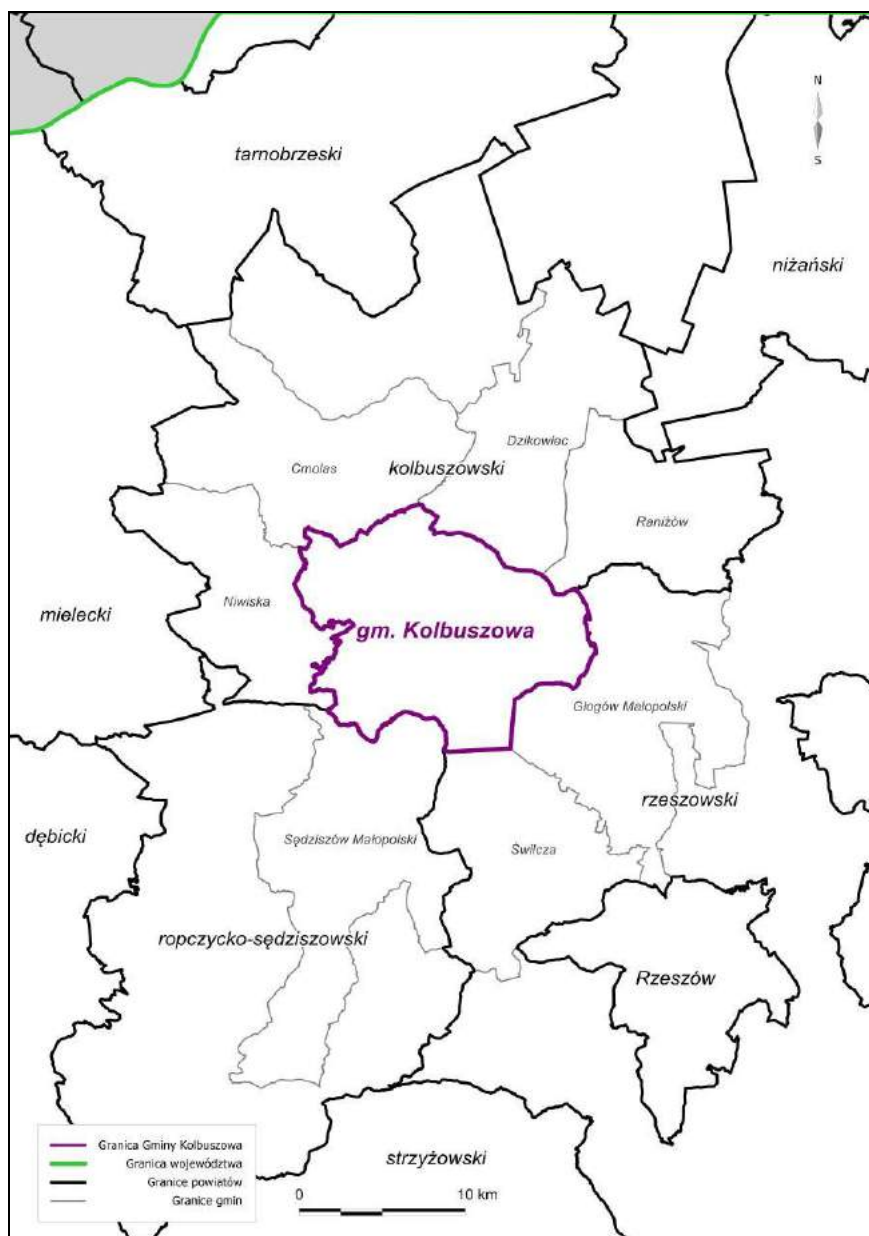 N
S
tarnobrzeski
niżański
Dzikowiec
Cmolas
kolbuszowski
Raniżów
Niwiska
mielecki
gm. Kolbuszowa
Głogów Małopolski
rzeszowski
dębicki
Sędziszów Małopolski
Świlcza
ropczycko-sędziszowski
Rzeszów
strzyżowski
Granica Gminy Kolbuszowa
Granica województwa
Granice powiatów
Granice gmin
0 10 km